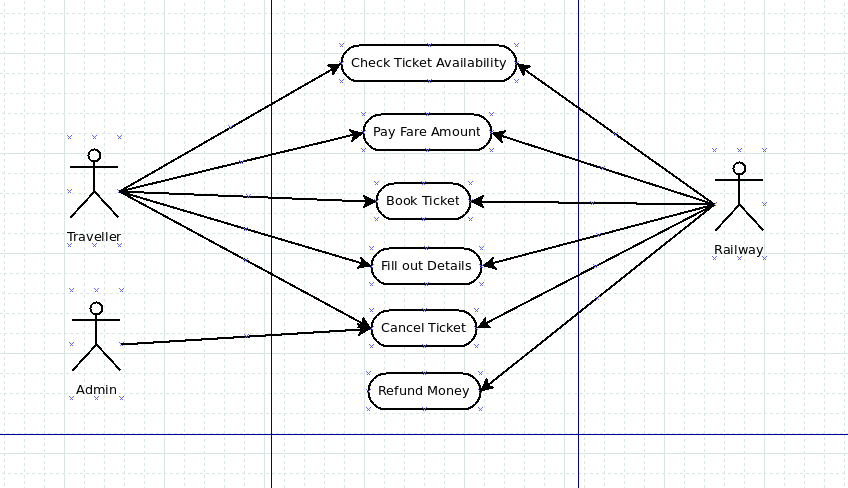 Check Ticket Availability
Pay Fare Amount
Book Ticket
Traveller
Railway
Fill out Details
Cancel Ticket
Admin
Refund Money